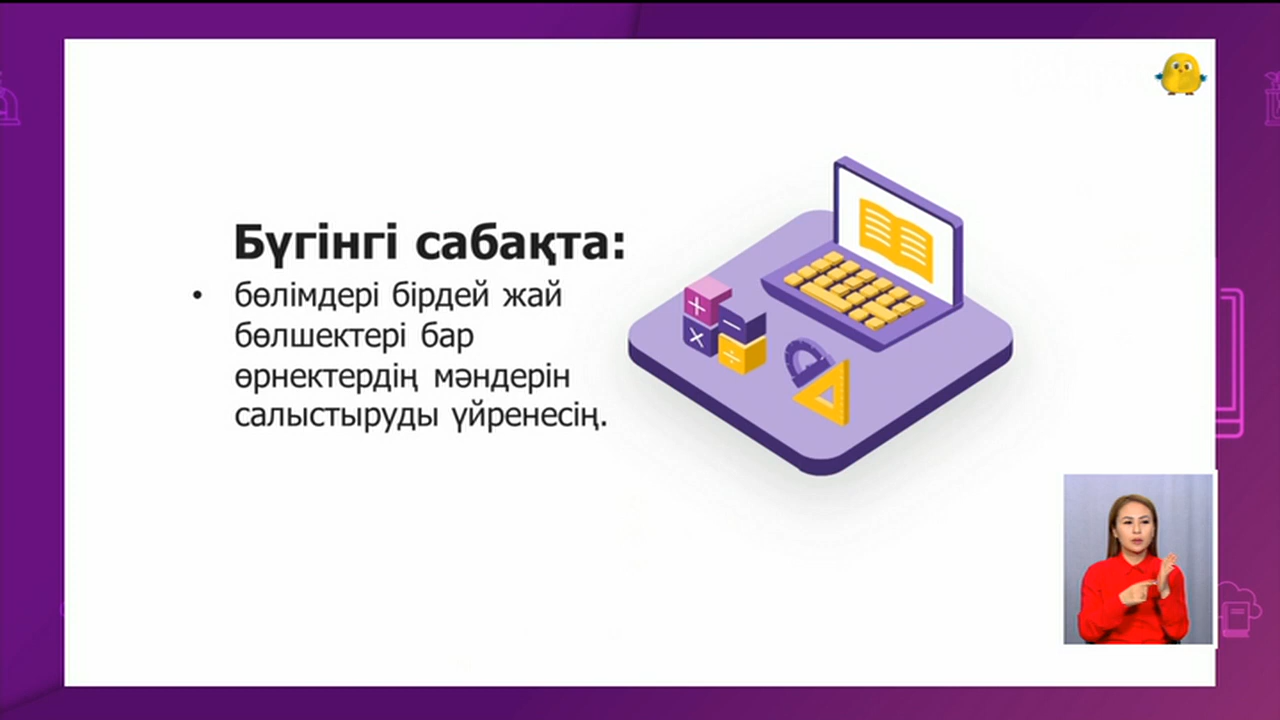 Бүгінгі сабақта:
• бөлімдері бірдей жай
бөлшектері бар
өрнектердің мәндерін
салыстыруды үйренесің.